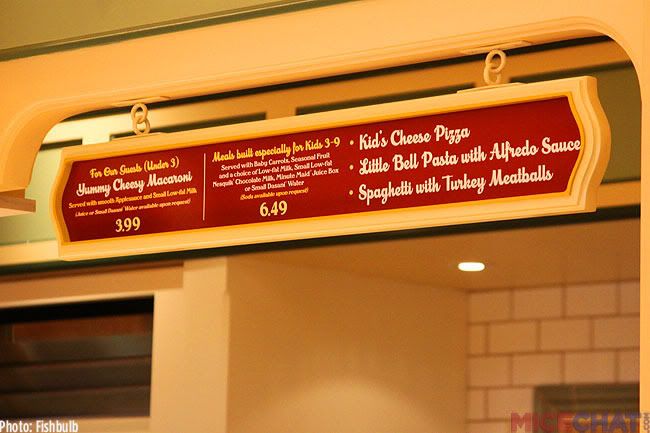 For Our Guests (Under 3)
Yummy Cheesy Macaroni
Served with smooth Applesauce and Small Low-fat Milk
(Juice or Small Dasani Water available upon request)
3.99
Meals built especially for Kids 3-9
Served with Baby Carrots, Seasonal Fruit
and a choice of Low-fat Milk, Small Low-fat
Nesquik Chocolate Milk, Minute Maid Juice Box
or Small Dasani Water
(Soda available upon request)
6.49
• Kid's Cheese Pizza
• Little Bell Pasta with Alfredo Sauce
• Spaghetti with Turkey Meatballs
Photo: Fishbulb
MICECHAT.COM